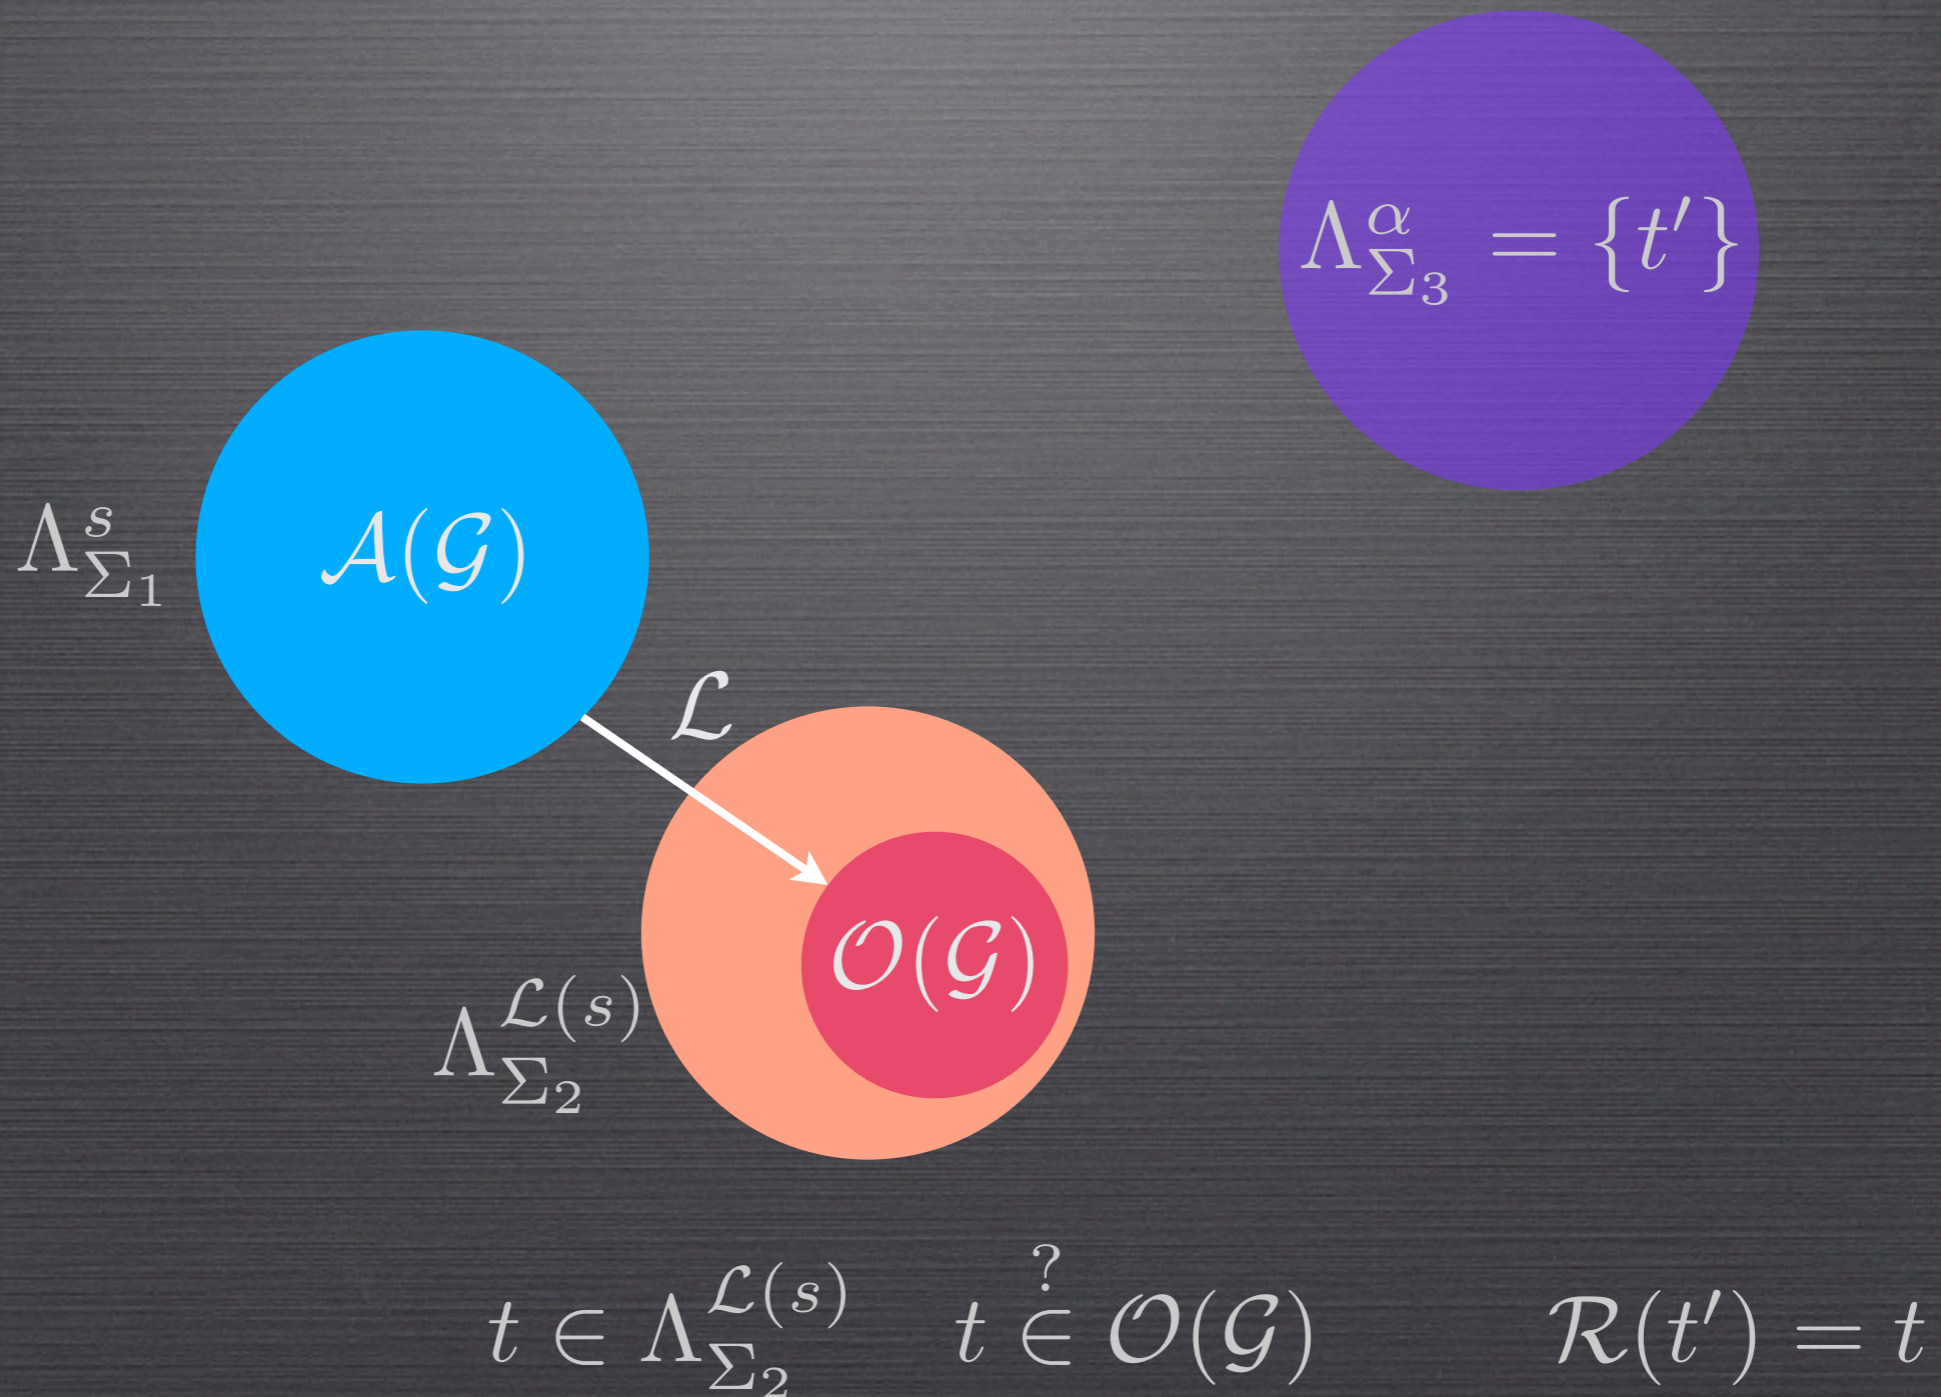 Λ^α_{Σ_3} = {t′}
Λ^s_{Σ_1}
𝒜(𝒢)
ℒ
𝒪(𝒢)
Λ^{ℒ(s)}_{Σ_2}
t ∈ Λ^{ℒ(s)}_{Σ_2} t ∈^? 𝒪(𝒢) ℛ(t′) = t